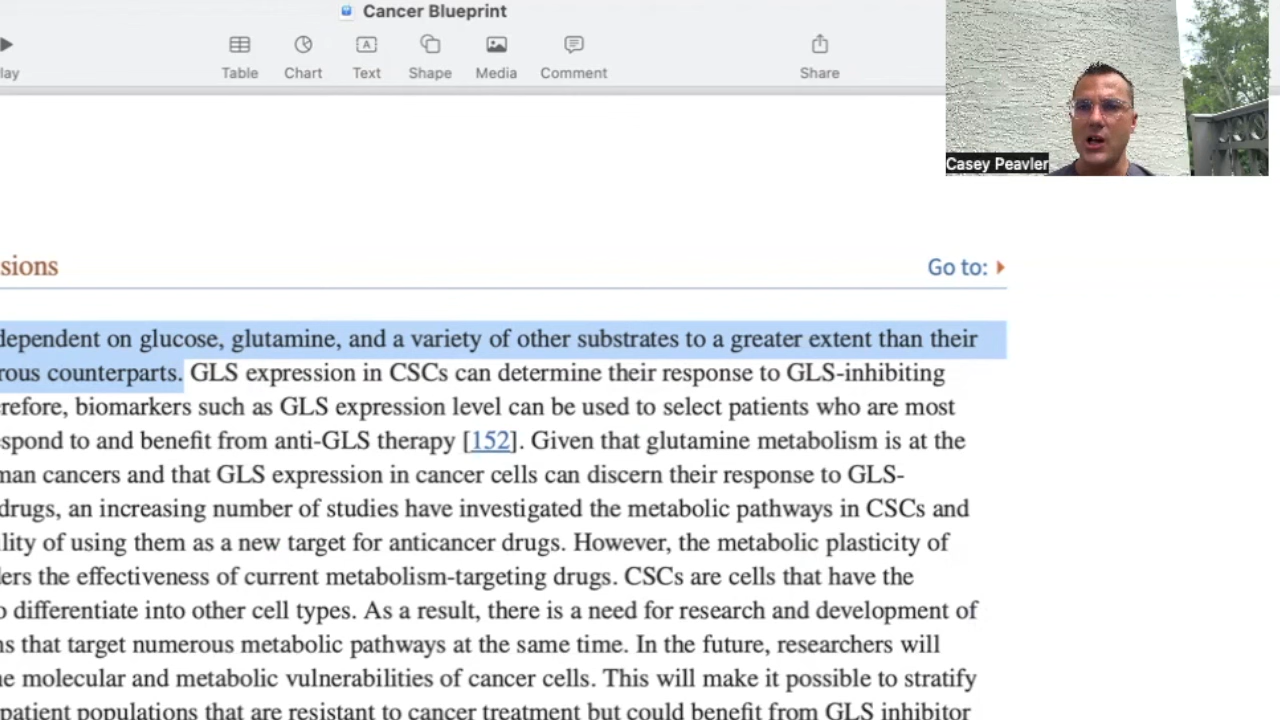 Cancer Blueprint
lay
Table
Chart
Text
Shape
Media
Comment
Share
Casey Peavler
sions
Go to:
dependent on glucose, glutamine, and a variety of other substrates to a greater extent than their
rous counterparts. GLS expression in CSCs can determine their response to GLS-inhibiting
refore, biomarkers such as GLS expression level can be used to select patients who are most
spond to and benefit from anti-GLS therapy [152]. Given that glutamine metabolism is at the
man cancers and that GLS expression in cancer cells can discern their response to GLS-
drugs, an increasing number of studies have investigated the metabolic pathways in CSCs and
lity of using them as a new target for anticancer drugs. However, the metabolic plasticity of
ders the effectiveness of current metabolism-targeting drugs. CSCs are cells that have the
o differentiate into other cell types. As a result, there is a need for research and development of
ns that target numerous metabolic pathways at the same time. In the future, researchers will
ne molecular and metabolic vulnerabilities of cancer cells. This will make it possible to stratify
patient populations that are resistant to cancer treatment but could benefit from GLS inhibitor